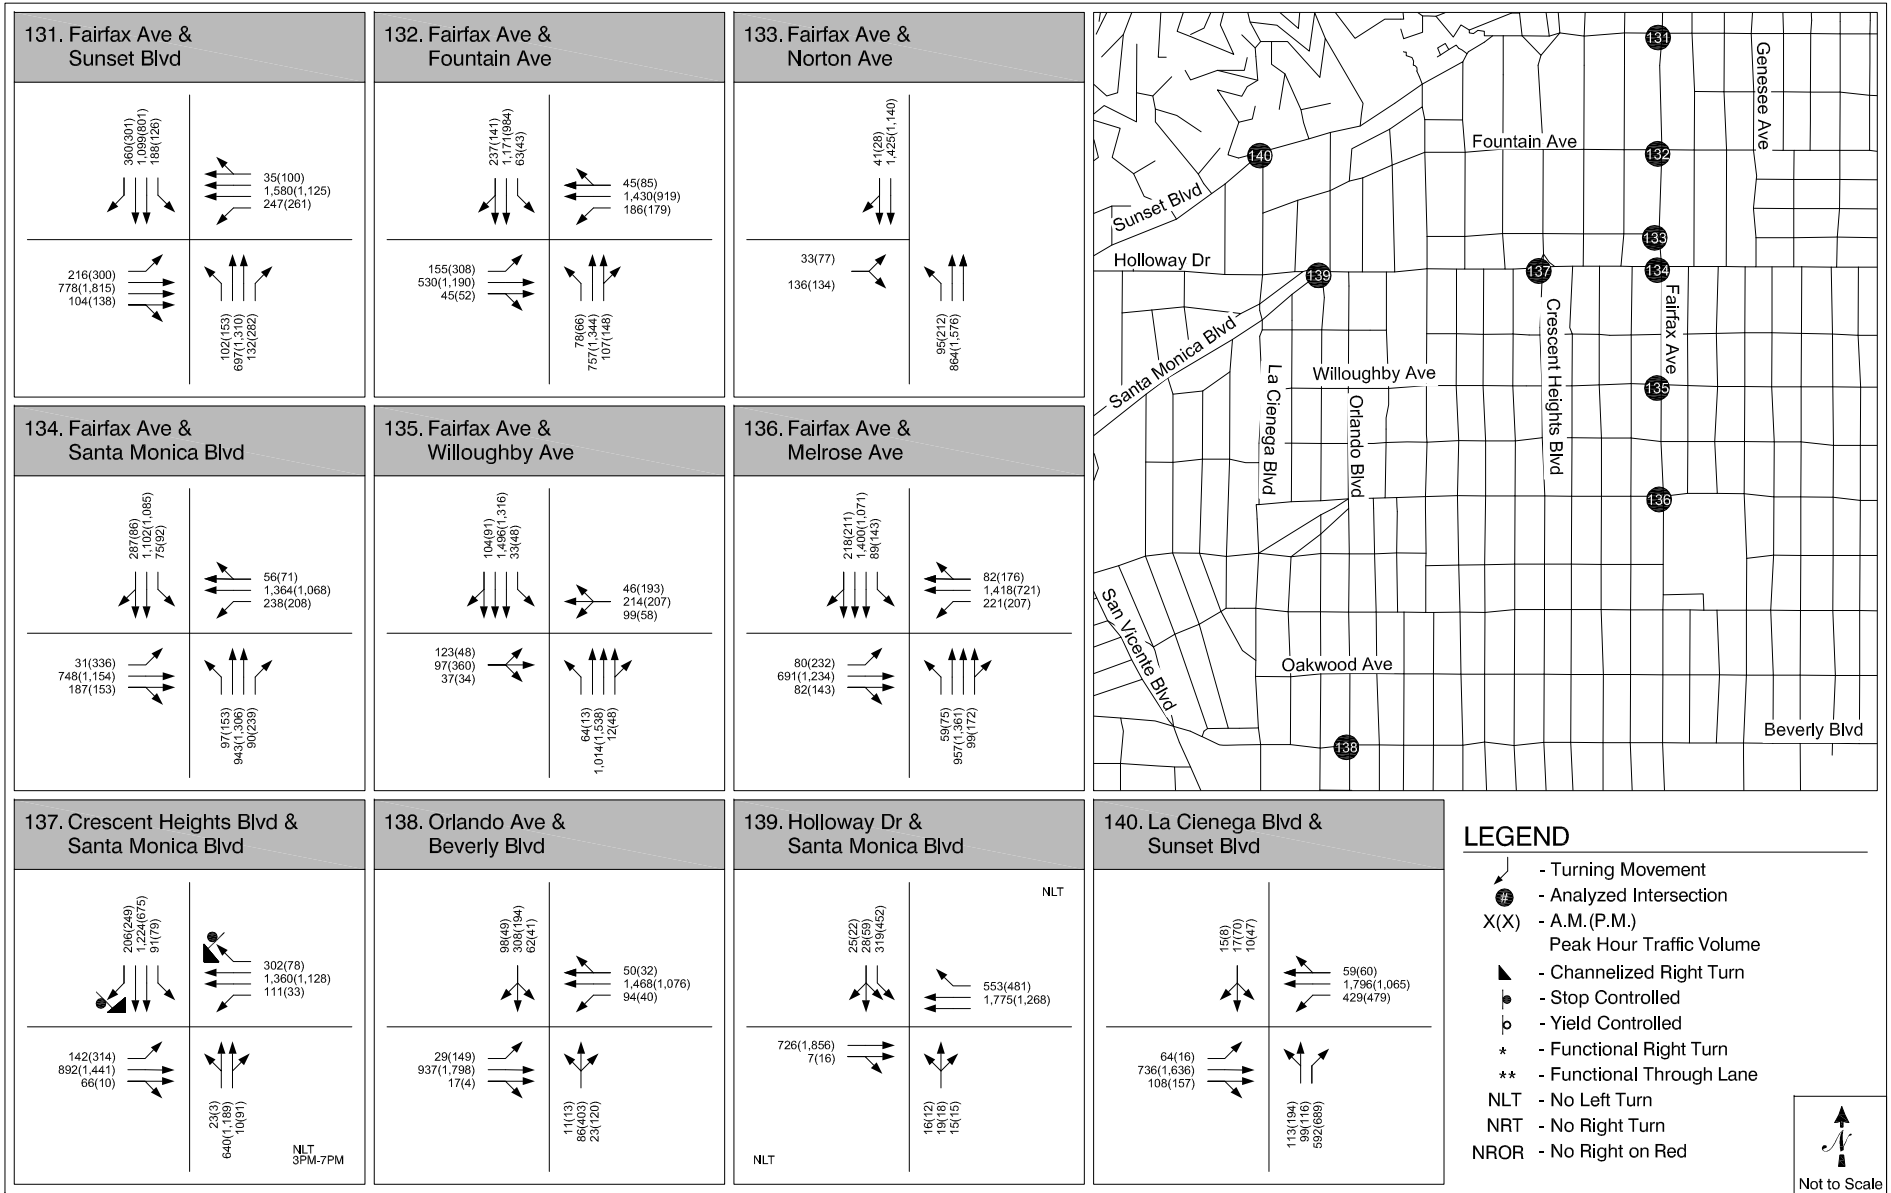 131. Fairfax Ave &
Sunset Blvd
360(301)
1,099(801)
188(126)
35(100)
1,580(1,125)
247(261)
216(300)
778(1,815)
104(138)
102(153)
697(1,310)
132(282)
132. Fairfax Ave &
Fountain Ave
237(141)
1,171(984)
63(43)
45(85)
1,430(919)
186(179)
155(308)
530(1,190)
45(52)
78(66)
757(1,344)
107(148)
133. Fairfax Ave &
Norton Ave
41(28)
1,425(1,140)
33(77)
136(134)
95(212)
864(1,576)
134. Fairfax Ave &
Santa Monica Blvd
287(86)
1,102(1,085)
75(92)
56(71)
1,364(1,068)
238(208)
31(336)
748(1,154)
187(153)
97(153)
943(1,306)
90(239)
135. Fairfax Ave &
Willoughby Ave
104(91)
1,496(1,316)
33(48)
46(193)
214(207)
99(58)
123(48)
97(360)
37(34)
64(13)
1,014(1,538)
12(48)
136. Fairfax Ave &
Melrose Ave
218(211)
1,400(1,071)
89(143)
82(176)
1,418(721)
221(207)
80(232)
691(1,234)
82(143)
59(75)
957(1,361)
99(172)
137. Crescent Heights Blvd &
Santa Monica Blvd
206(249)
1,224(675)
91(79)
302(78)
1,360(1,128)
111(33)
142(314)
892(1,441)
66(10)
23(3)
640(1,189)
10(91)
NLT
3PM-7PM
138. Orlando Ave &
Beverly Blvd
98(49)
308(194)
62(41)
50(32)
1,468(1,076)
94(40)
29(149)
937(1,798)
17(4)
11(13)
86(403)
23(120)
139. Holloway Dr &
Santa Monica Blvd
NLT
25(22)
28(59)
319(452)
553(481)
1,775(1,268)
726(1,856)
7(16)
16(12)
19(18)
15(15)
NLT
140. La Cienega Blvd &
Sunset Blvd
15(8)
17(70)
10(47)
59(60)
1,796(1,065)
429(479)
64(16)
736(1,636)
108(157)
113(194)
99(116)
592(689)
131
Genesee Ave
Fountain Ave
132
140
Sunset Blvd
133
Holloway Dr
139
137
134
Santa Monica Blvd
Crescent Heights Blvd
Fairfax Ave
La Cienega Blvd
Willoughby Ave
135
Orlando Blvd
136
San Vicente Blvd
Oakwood Ave
Beverly Blvd
138
LEGEND
- Turning Movement
# - Analyzed Intersection
X(X) - A.M.(P.M.)
Peak Hour Traffic Volume
- Channelized Right Turn
- Stop Controlled
- Yield Controlled
* - Functional Right Turn
** - Functional Through Lane
NLT - No Left Turn
NRT - No Right Turn
NROR - No Right on Red
N
Not to Scale